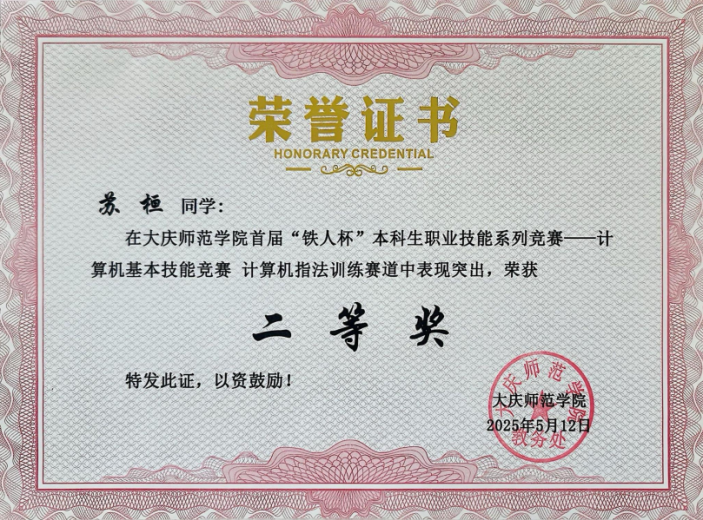 荣誉证书
HONORARY CREDENTIAL
苏桓 同学:
在大庆师范学院首届“铁人杯”本科生职业技能系列竞赛——计
算机基本技能竞赛 计算机指法训练赛道中表现突出，荣获
二等奖
特发此证，以资鼓励！
大庆师范学院
大庆师范学院
2025年5月12日
教务处